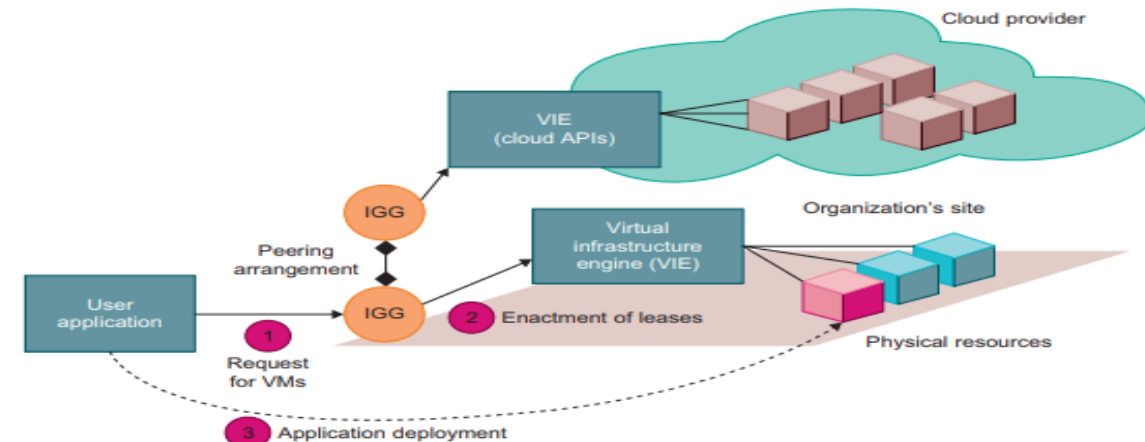 Cloud provider
VIE
(cloud APIs)
IGG
Organization's site
Peering
arrangement
Virtual
infrastructure
engine (VIE)
User
application
IGG
2 Enactment of leases
1
Request
for VMs
Physical resources
3 Application deployment